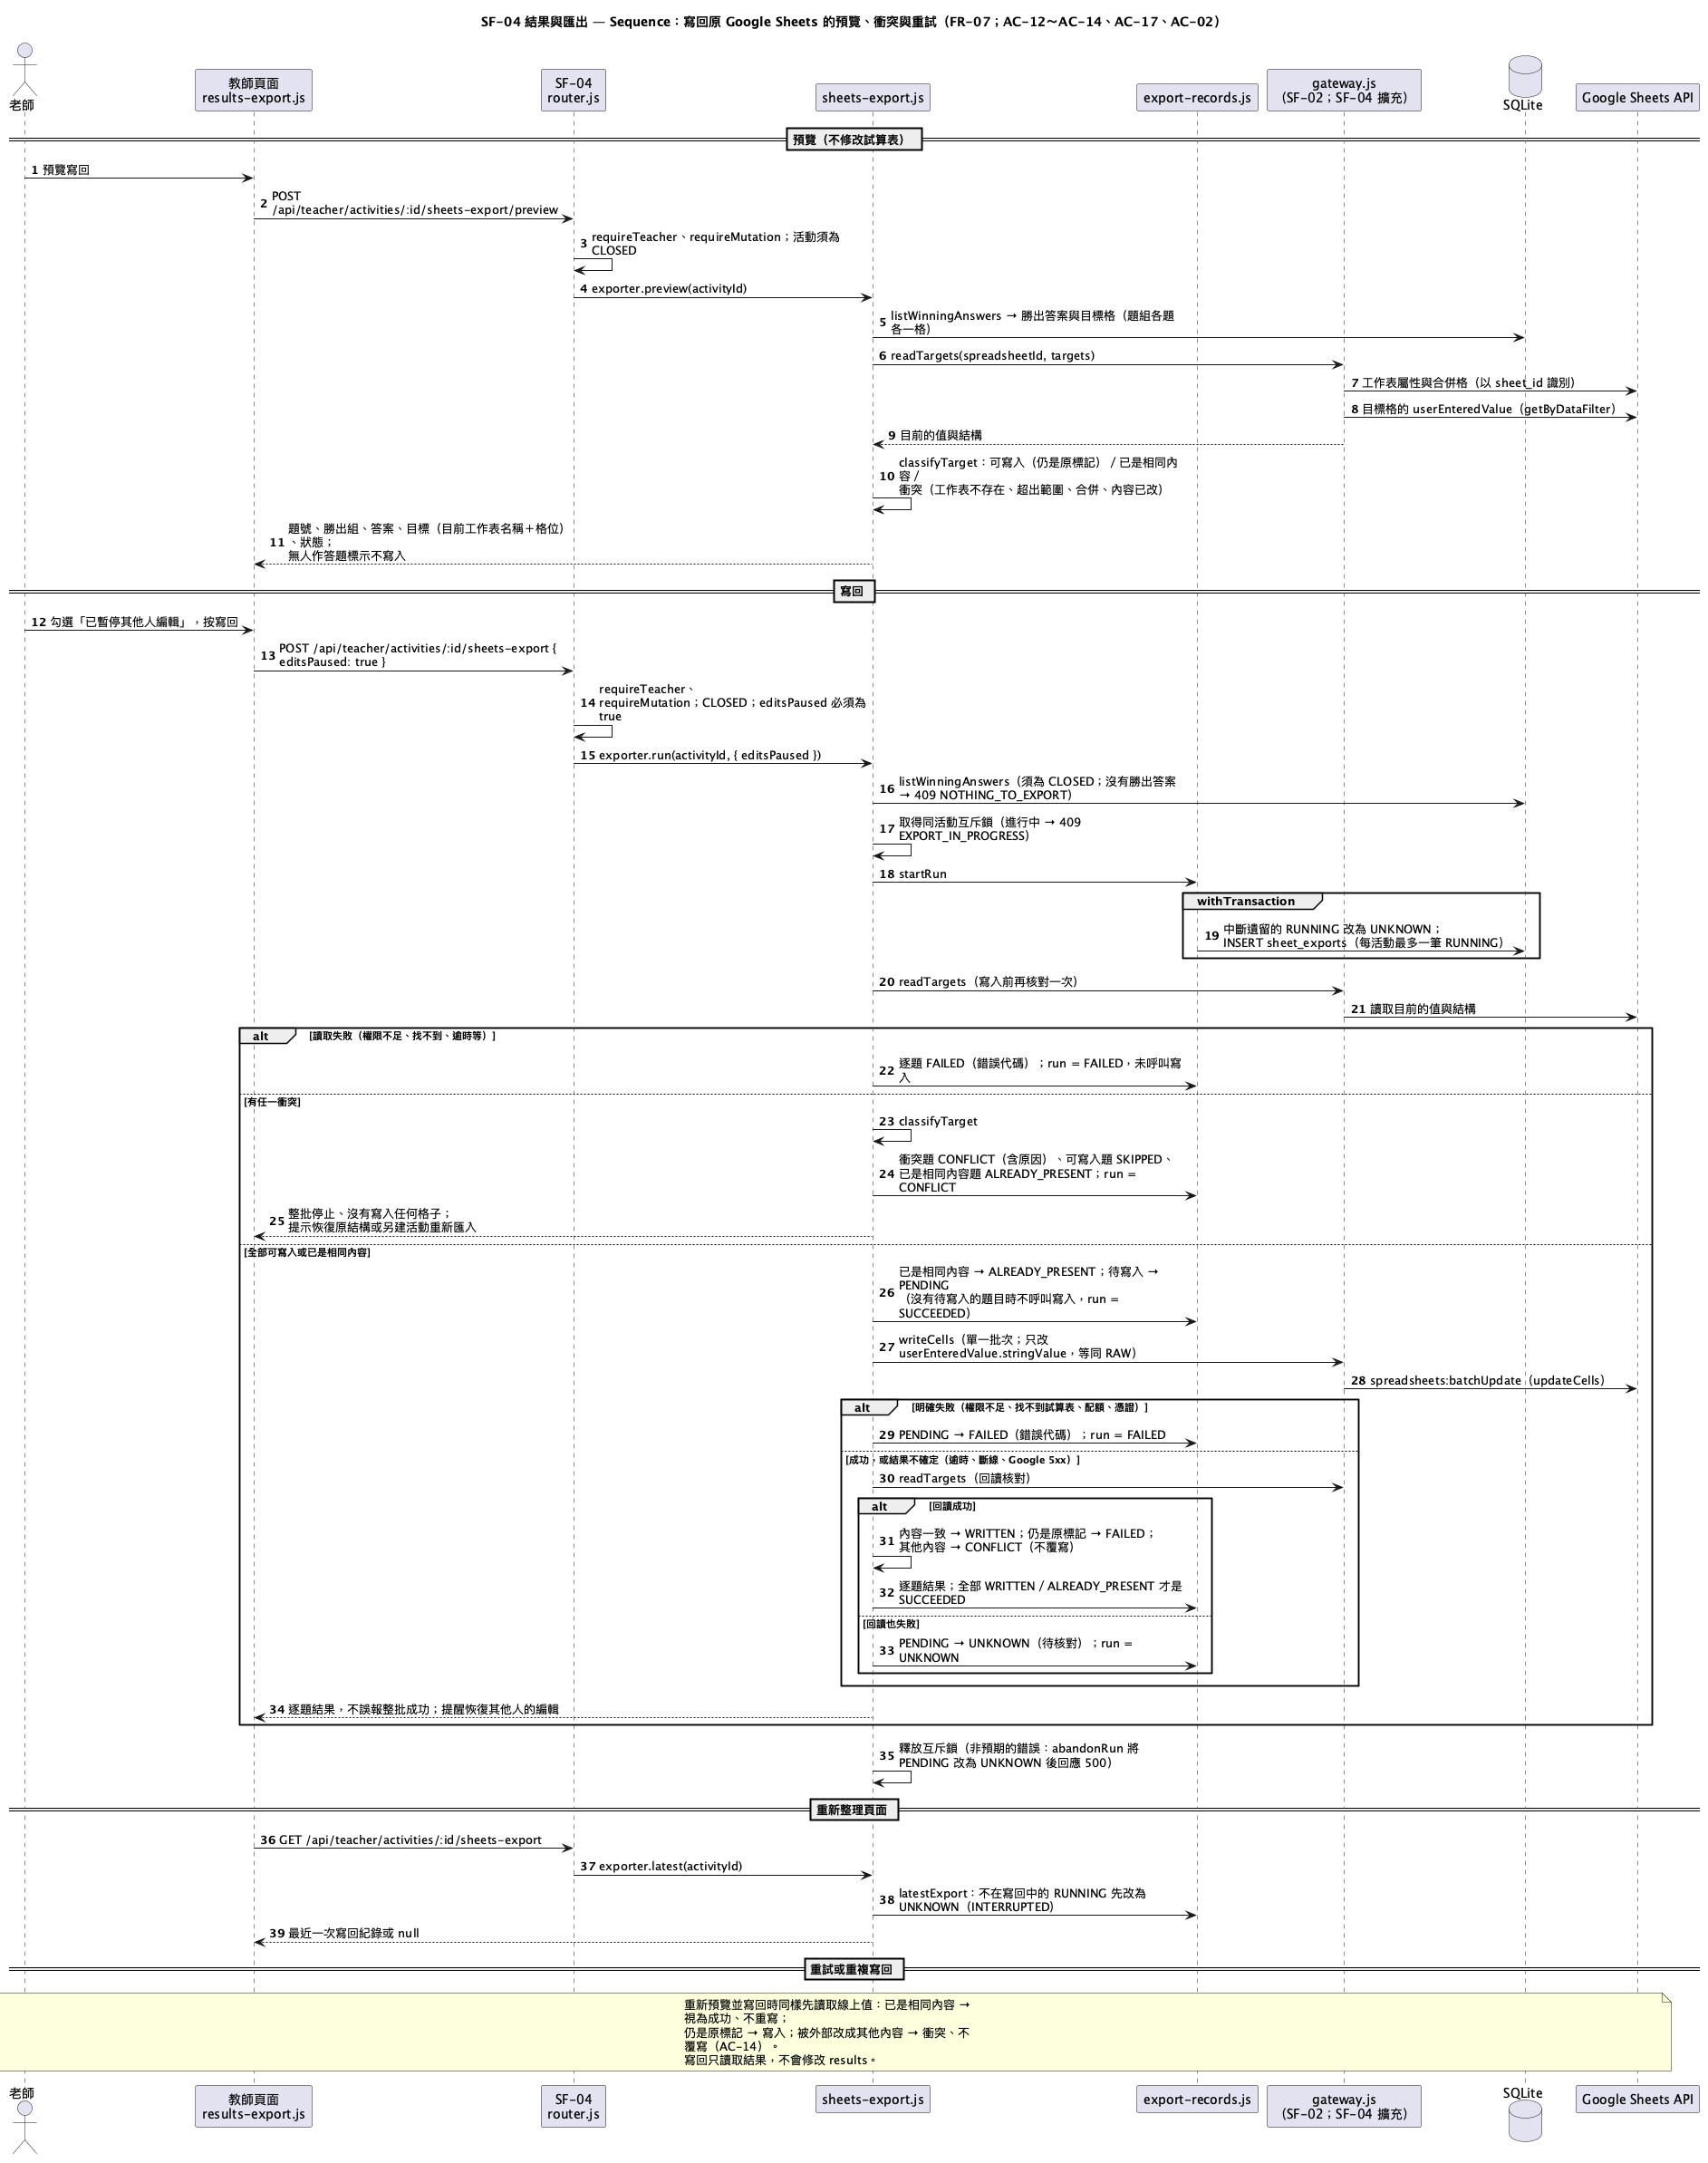 SF-04 結果與匯出 — Sequence：寫回原 Google Sheets 的預覽、衝突與重試（FR-07；AC-12～AC-14、AC-17、AC-02）
老師
教師頁面
results-export.js
SF-04
router.js
sheets-export.js
export-records.js
gateway.js
（SF-02；SF-04 擴充）
SQLite
Google Sheets API
預覽（不修改試算表）
1 預覽寫回
2 POST
/api/teacher/activities/:id/sheets-export/preview
3 requireTeacher、requireMutation；活動須為
CLOSED
4 exporter.preview(activityId)
5 listWinningAnswers → 勝出答案與目標格（題組各題
各一格）
6 readTargets(spreadsheetId, targets)
7 工作表屬性與合併格（以 sheet_id 識別）
8 目標格的 userEnteredValue（getByDataFilter）
9 目前的值與結構
10 classifyTarget：可寫入（仍是原標記） / 已是相同內
容 /
衝突（工作表不存在、超出範圍、合併、內容已改）
11 題號、勝出組、答案、目標（目前工作表名稱＋格位）
、狀態；
無人作答題標示不寫入
寫回
12 勾選「已暫停其他人編輯」，按寫回
13 POST /api/teacher/activities/:id/sheets-export {
editsPaused: true }
14 requireTeacher、
requireMutation；CLOSED；editsPaused 必須為
true
15 exporter.run(activityId, { editsPaused })
16 listWinningAnswers（須為 CLOSED；沒有勝出答案
→ 409 NOTHING_TO_EXPORT）
17 取得同活動互斥鎖（進行中 → 409
EXPORT_IN_PROGRESS）
18 startRun
withTransaction
19 中斷遺留的 RUNNING 改為 UNKNOWN；
INSERT sheet_exports（每活動最多一筆 RUNNING）
20 readTargets（寫入前再核對一次）
21 讀取目前的值與結構
alt [讀取失敗（權限不足、找不到、逾時等）]
22 逐題 FAILED（錯誤代碼）；run = FAILED，未呼叫寫
入
[有任一衝突]
23 classifyTarget
24 衝突題 CONFLICT（含原因）、可寫入題 SKIPPED、
已是相同內容題 ALREADY_PRESENT；run =
CONFLICT
25 整批停止、沒有寫入任何格子；
提示恢復原結構或另建活動重新匯入
[全部可寫入或已是相同內容]
26 已是相同內容 → ALREADY_PRESENT；待寫入 →
PENDING
（沒有待寫入的題目時不呼叫寫入，run =
SUCCEEDED）
27 writeCells（單一批次；只改
userEnteredValue.stringValue，等同 RAW）
28 spreadsheets:batchUpdate（updateCells）
alt [明確失敗（權限不足、找不到試算表、配額、憑證）]
29 PENDING → FAILED（錯誤代碼）；run = FAILED
[成功，或結果不確定（逾時、斷線、Google 5xx）]
30 readTargets（回讀核對）
alt [回讀成功]
31 內容一致 → WRITTEN；仍是原標記 → FAILED；
其他內容 → CONFLICT（不覆寫）
32 逐題結果；全部 WRITTEN / ALREADY_PRESENT 才是
SUCCEEDED
[回讀也失敗]
33 PENDING → UNKNOWN（待核對）；run =
UNKNOWN
34 逐題結果，不誤報整批成功；提醒恢復其他人的編輯
35 釋放互斥鎖（非預期的錯誤：abandonRun 將
PENDING 改為 UNKNOWN 後回應 500）
重新整理頁面
36 GET /api/teacher/activities/:id/sheets-export
37 exporter.latest(activityId)
38 latestExport：不在寫回中的 RUNNING 先改為
UNKNOWN（INTERRUPTED）
39 最近一次寫回紀錄或 null
重試或重複寫回
重新預覽並寫回時同樣先讀取線上值：已是相同內容 →
視為成功、不重寫；
仍是原標記 → 寫入；被外部改成其他內容 → 衝突、不
覆寫（AC-14）。
寫回只讀取結果，不會修改 results。
老師
教師頁面
results-export.js
SF-04
router.js
sheets-export.js
export-records.js
gateway.js
（SF-02；SF-04 擴充）
SQLite
Google Sheets API